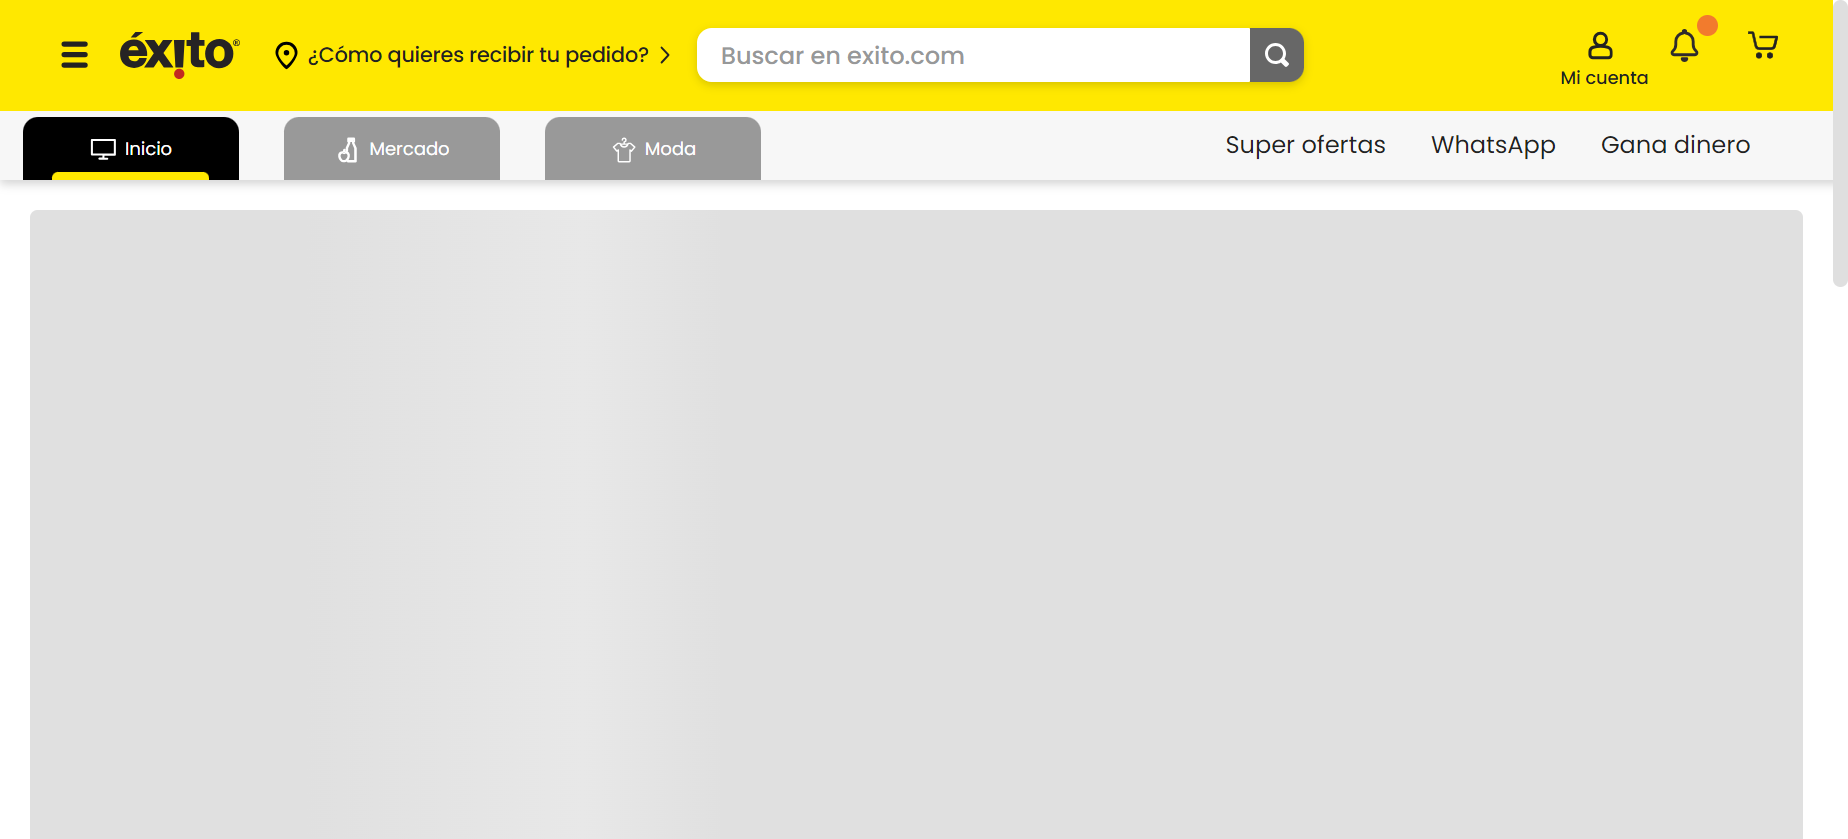 éxito®
¿Cómo quieres recibir tu pedido?
Buscar en exito.com
Mi cuenta
Inicio
Mercado
Moda
Super ofertas
WhatsApp
Gana dinero